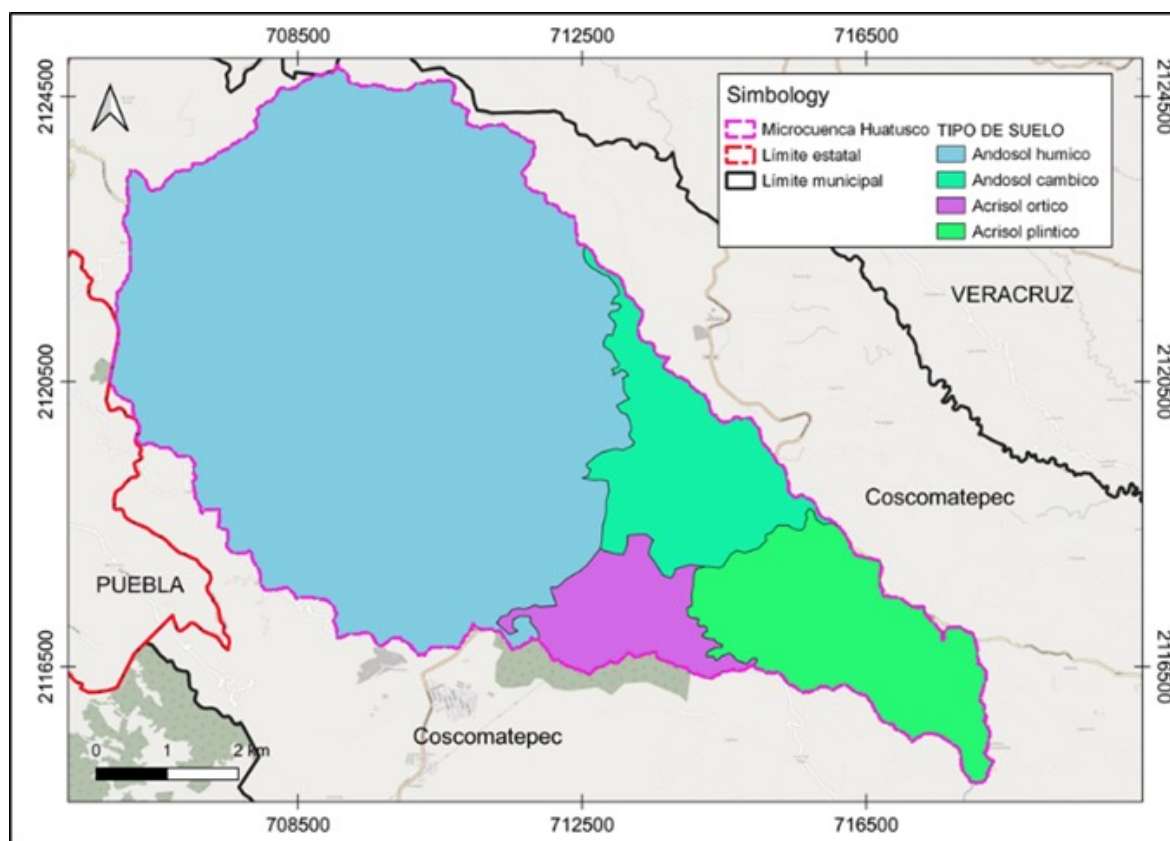 708500 712500 716500
2124500 2124500
Simbology
Microcuenca Huatusco
Límite estatal
Límite municipal
TIPO DE SUELO
Andosol humico
Andosol cambico
Acrisol ortico
Acrisol plintico
VERACRUZ
2120500 2120500
Coscomatepec
PUEBLA
2116500 2116500
Coscomatepec
0 1 2 km
708500 712500 716500